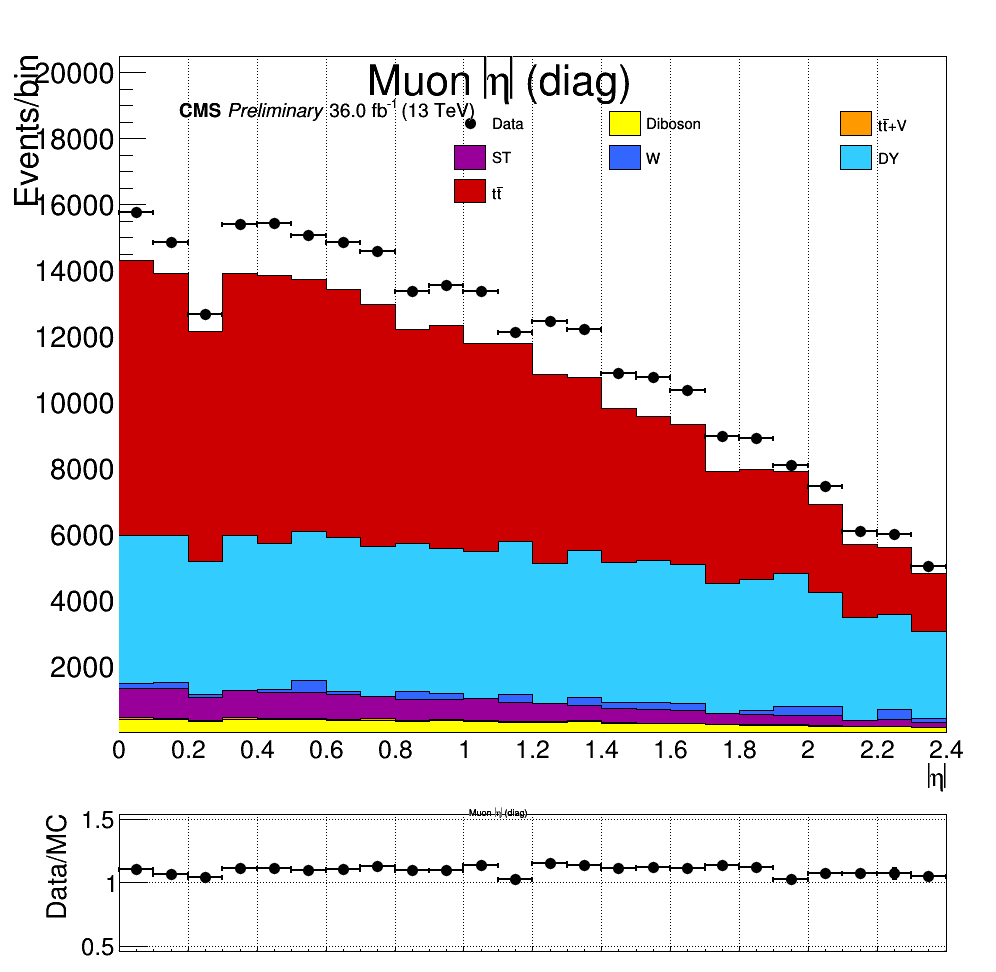 Muon |η| (diag)
CMS Preliminary 36.0 fb⁻¹ (13 TeV)
Events/bin
Data
Diboson
tt̄+V
ST
W
DY
tt̄
20000
18000
16000
14000
12000
10000
8000
6000
4000
2000
0 0.2 0.4 0.6 0.8 1 1.2 1.4 1.6 1.8 2 2.2 2.4
|η|
Muon |η| (diag)
Data/MC
1.5
1
0.5